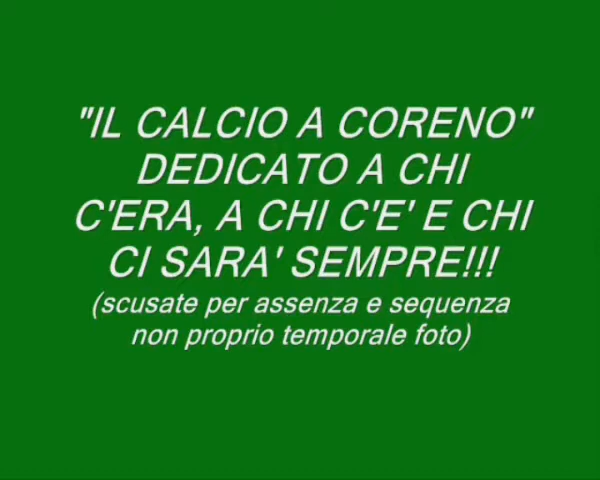 "IL CALCIO A CORENO"
DEDICATO A CHI
C'ERA, A CHI C'E' E CHI
CI SARA' SEMPRE!!!
(scusate per assenza e sequenza
non proprio temporale foto)